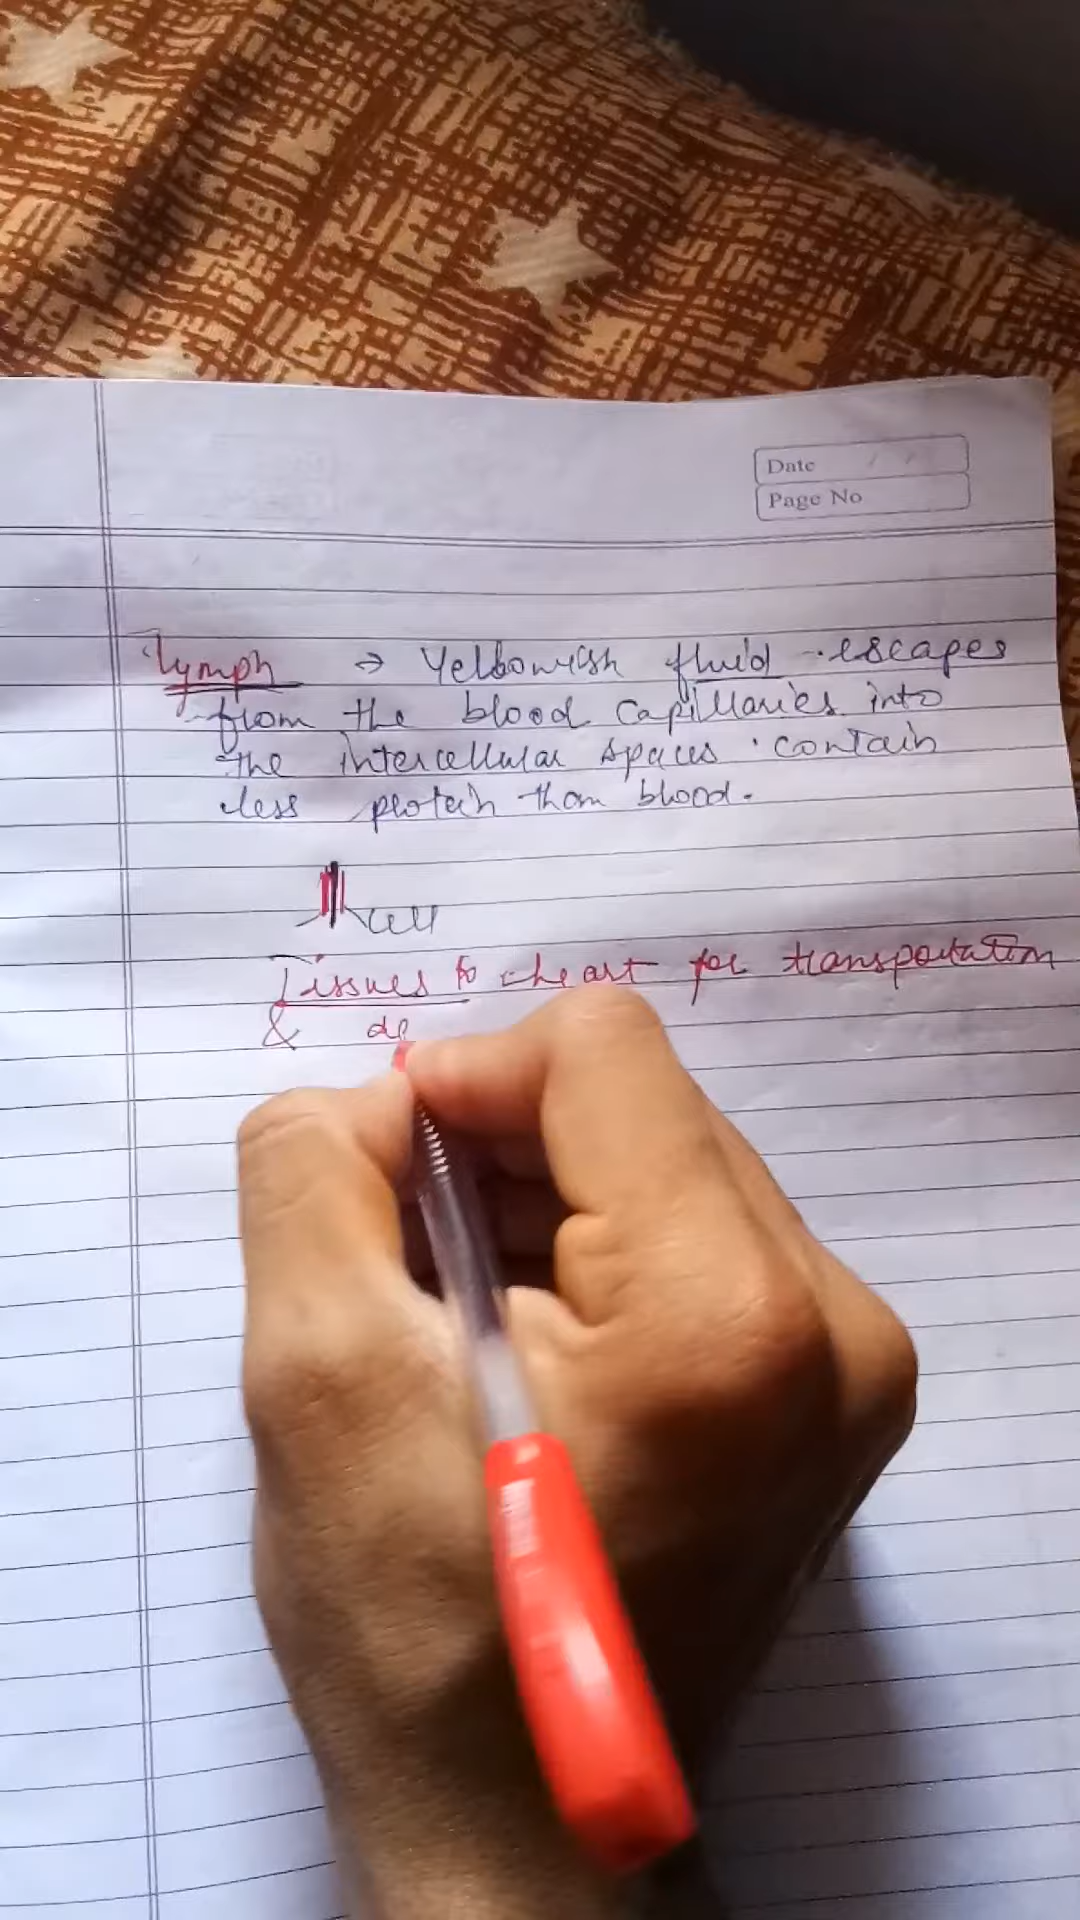 Date / /
Page No
Lymph → Yellowish fluid escapes
from the blood capillaries into
the intercellular spaces . contain
less protein than blood.
cell
Tissues to heart for transportation
& de